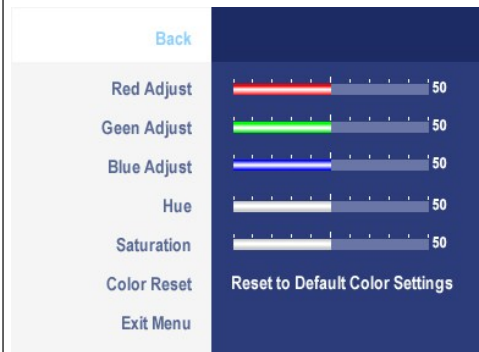 Back
Red Adjust 50
Geen Adjust 50
Blue Adjust 50
Hue 50
Saturation 50
Color Reset Reset to Default Color Settings
Exit Menu